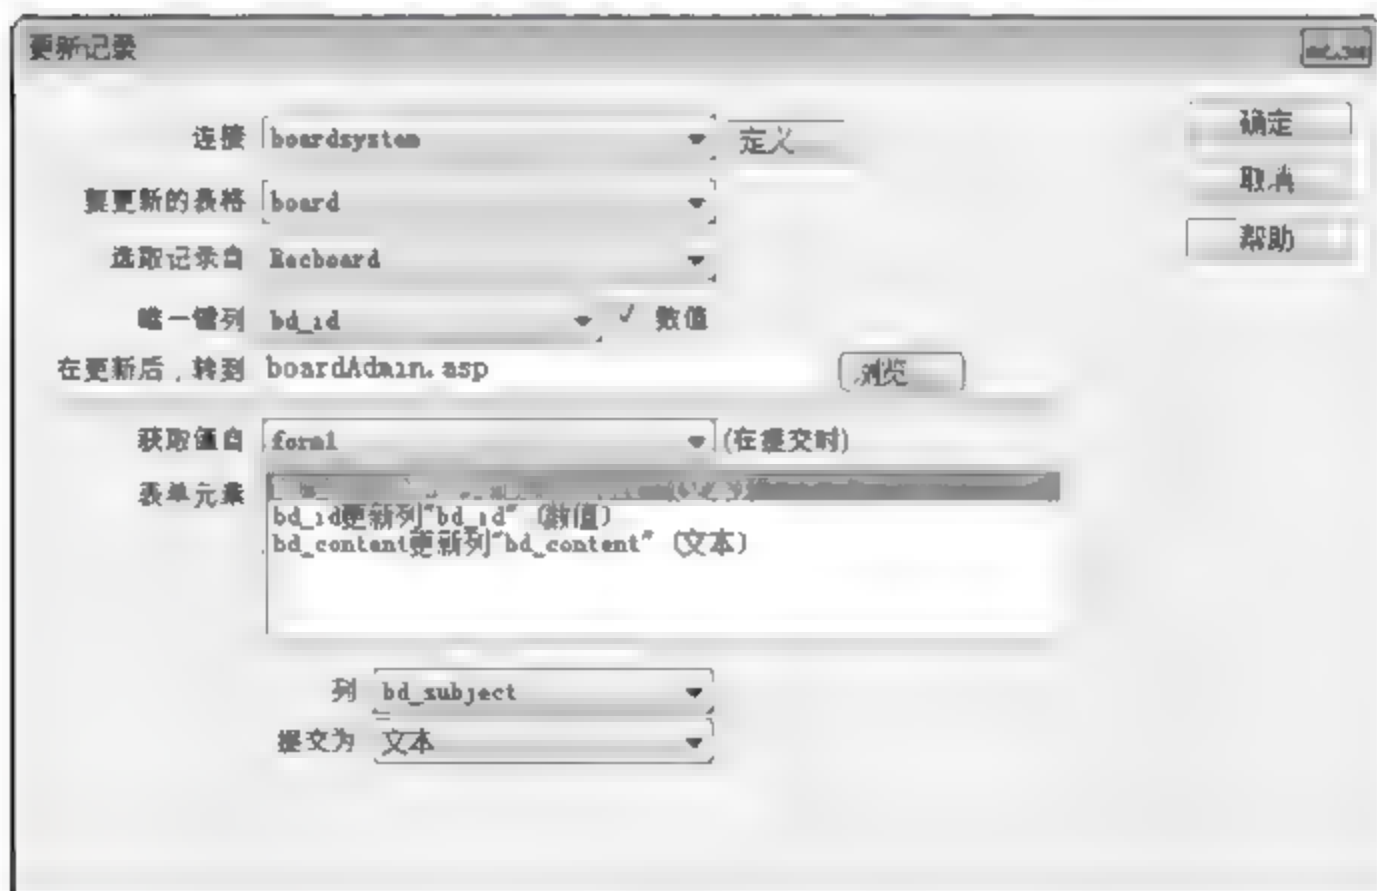 更新记录
连接 boardsystem 定义 确定
要更新的表格 board 取消
选取记录自 Recboard 帮助
唯一键列 bd_id ✓ 数值
在更新后,转到 boardAdmin.asp 浏览
获取值自 form1 (在提交时)
表单元素
bd_id更新列"bd_id" (数值)
bd_content更新列"bd_content" (文本)
列 bd_subject
提交为 文本